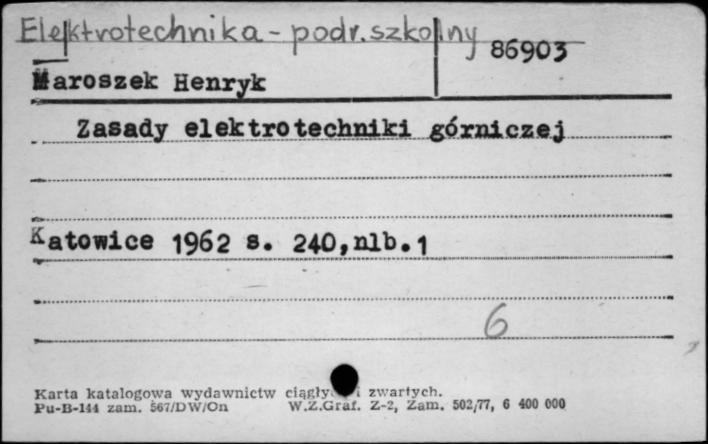 Elektrotechnika - podr. szkolny
86903
Maroszek Henryk
Zasady elektrotechniki górniczej
Katowice 1962 s. 240, nlb. 1
6
Karta katalogowa wydawnictw i zwartych.
Pu-B-144 zam. 567/DW/On W.Z.Graf. Z-2, Zam. 502/77, 6 400 000